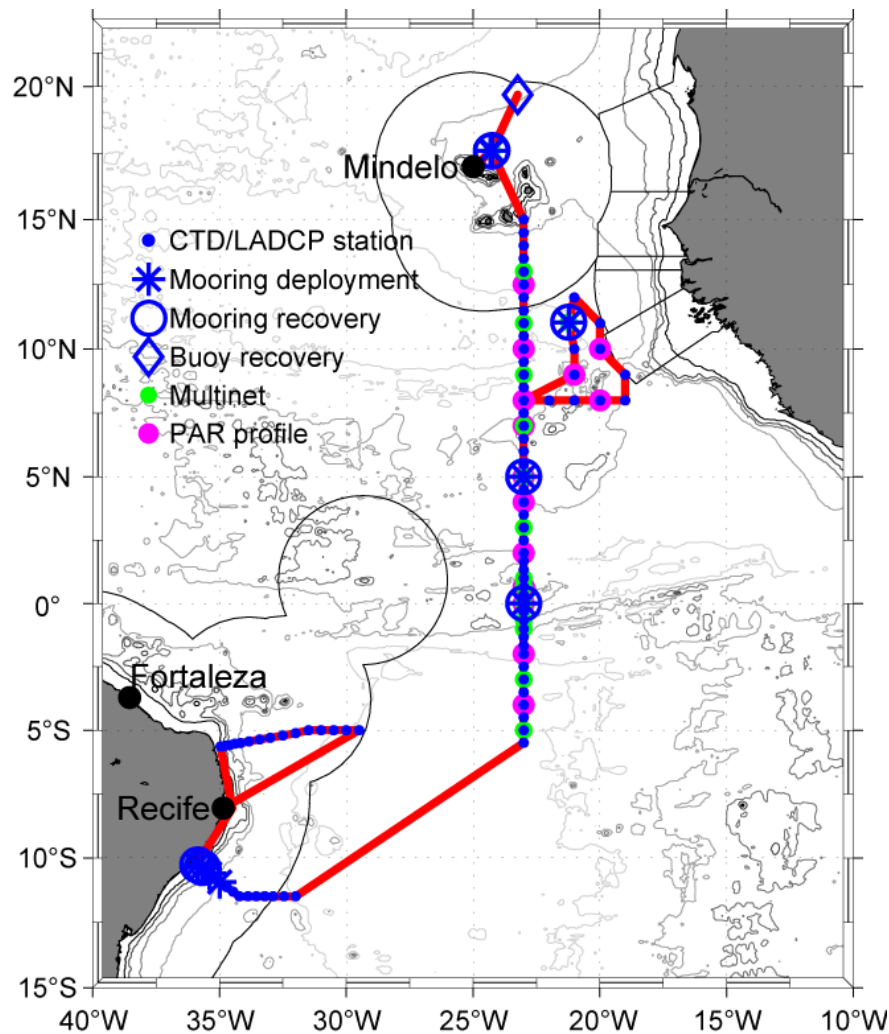 20°N
Mindelo
15°N
CTD/LADCP station
Mooring deployment
Mooring recovery
10°N
Buoy recovery
Multinet
PAR profile
5°N
0°
Fortaleza
5°S
Recife
10°S
15°S
40°W 35°W 30°W 25°W 20°W 15°W 10°W